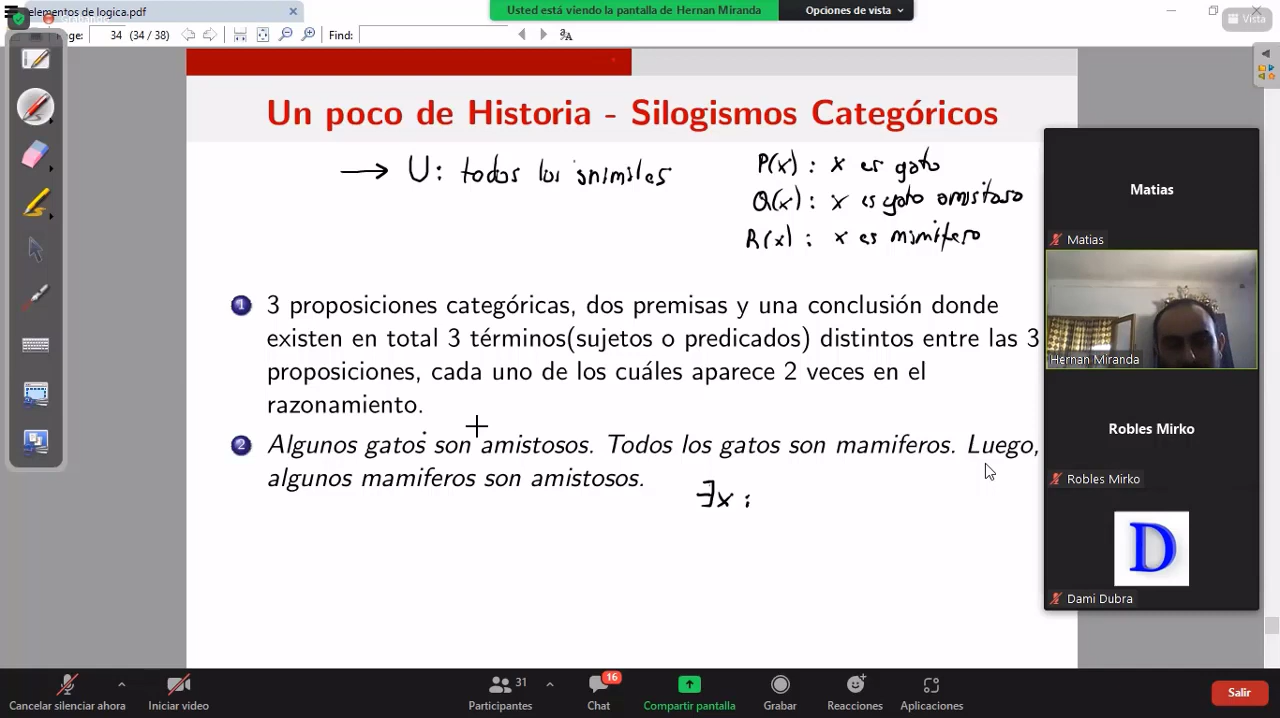 elementos de logica.pdf
Usted está viendo la pantalla de Hernan Miranda
Opciones de vista
Vista
34 (34 / 38)
Find:
Un poco de Historia - Silogismos Categóricos
→ U: todos los animales
P(x) : x es gato
Q(x) : x es gato amistoso
R(x) : x es mamifero
1 3 proposiciones categóricas, dos premisas y una conclusión donde
existen en total 3 términos(sujetos o predicados) distintos entre las 3
proposiciones, cada uno de los cuáles aparece 2 veces en el
razonamiento.
2 Algunos gatos son amistosos. Todos los gatos son mamiferos. Luego,
algunos mamiferos son amistosos.
∃x :
Matias
Matias
Hernan Miranda
Robles Mirko
Robles Mirko
D
Dami Dubra
Cancelar silenciar ahora
Iniciar video
31
Participantes
16
Chat
Compartir pantalla
Grabar
Reacciones
Aplicaciones
Salir